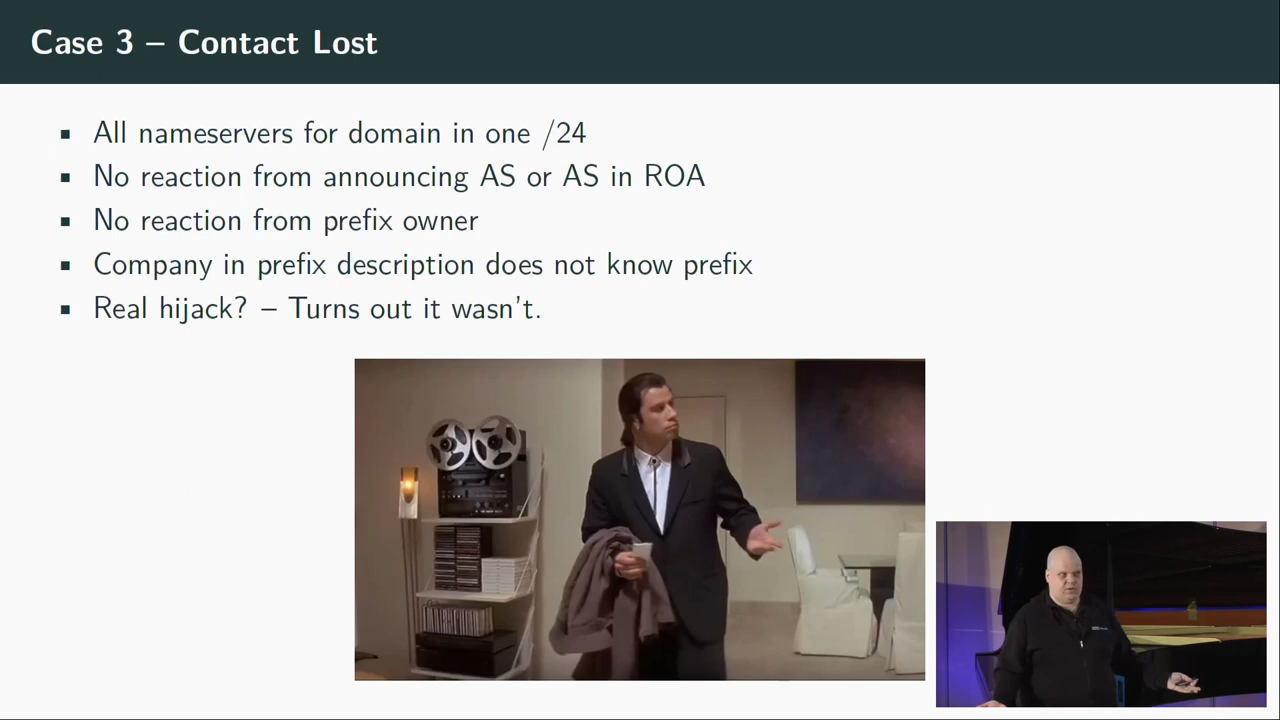 Case 3 – Contact Lost
▪ All nameservers for domain in one /24
▪ No reaction from announcing AS or AS in ROA
▪ No reaction from prefix owner
▪ Company in prefix description does not know prefix
▪ Real hijack? – Turns out it wasn't.